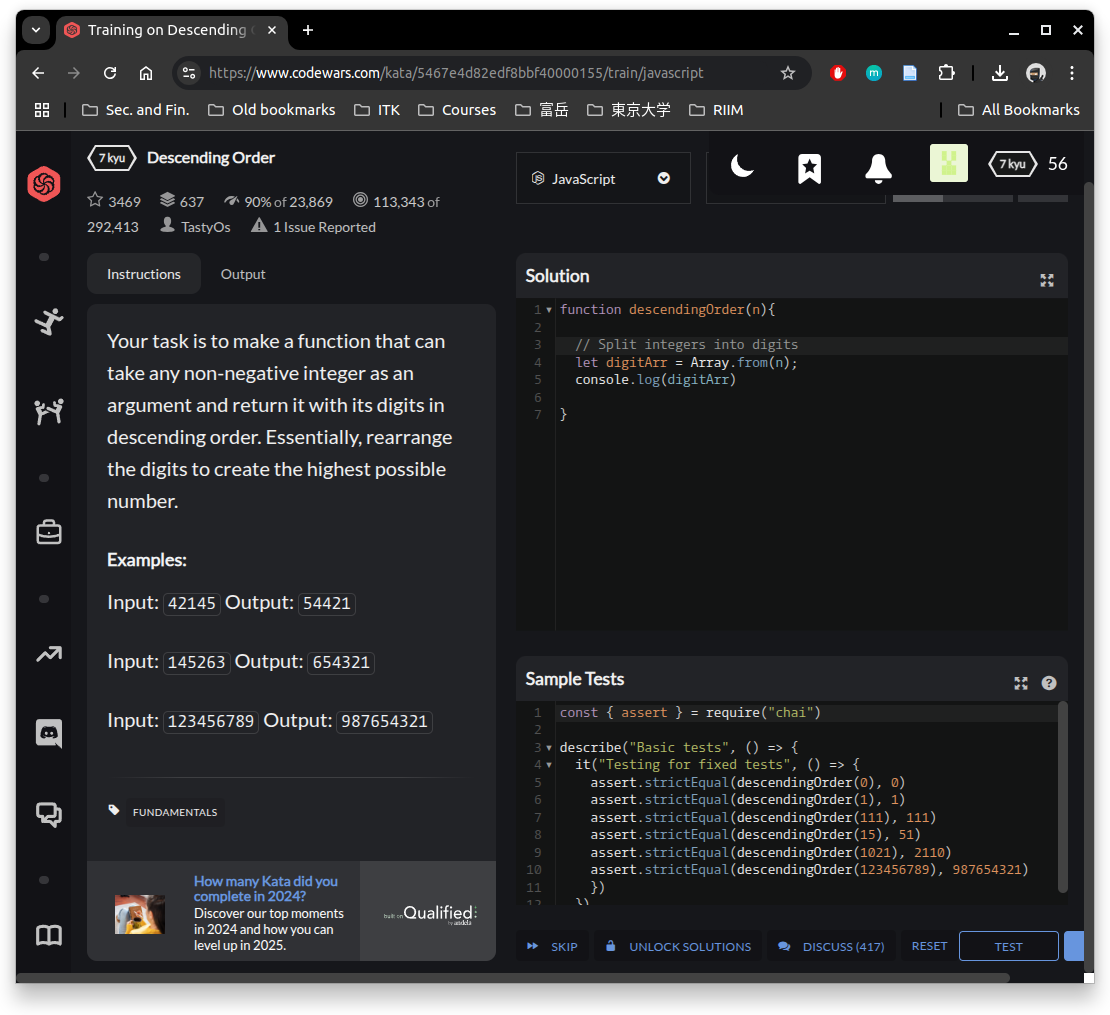 Training on Descending O
https://www.codewars.com/kata/5467e4d82edf8bbf40000155/train/javascript
Sec. and Fin. Old bookmarks ITK Courses 富岳 東京大学 RIIM All Bookmarks
7 kyu Descending Order
3469 637 90% of 23,869 113,343 of
292,413 TastyOs 1 Issue Reported
JavaScript
m
7 kyu 56
Instructions Output
Your task is to make a function that can
take any non-negative integer as an
argument and return it with its digits in
descending order. Essentially, rearrange
the digits to create the highest possible
number.
Examples:
Input: 42145 Output: 54421
Input: 145263 Output: 654321
Input: 123456789 Output: 987654321
FUNDAMENTALS
How many Kata did you
complete in 2024?
Discover our top moments
in 2024 and how you can
level up in 2025.
built on Qualified
by andela
Solution
1 function descendingOrder(n){
2
3 // Split integers into digits
4 let digitArr = Array.from(n);
5 console.log(digitArr)
6
7 }
Sample Tests
1 const { assert } = require("chai")
2
3 describe("Basic tests", () => {
4 it("Testing for fixed tests", () => {
5 assert.strictEqual(descendingOrder(0), 0)
6 assert.strictEqual(descendingOrder(1), 1)
7 assert.strictEqual(descendingOrder(111), 111)
8 assert.strictEqual(descendingOrder(15), 51)
9 assert.strictEqual(descendingOrder(1021), 2110)
10 assert.strictEqual(descendingOrder(123456789), 987654321)
11 })
12 })
SKIP UNLOCK SOLUTIONS DISCUSS (417) RESET TEST